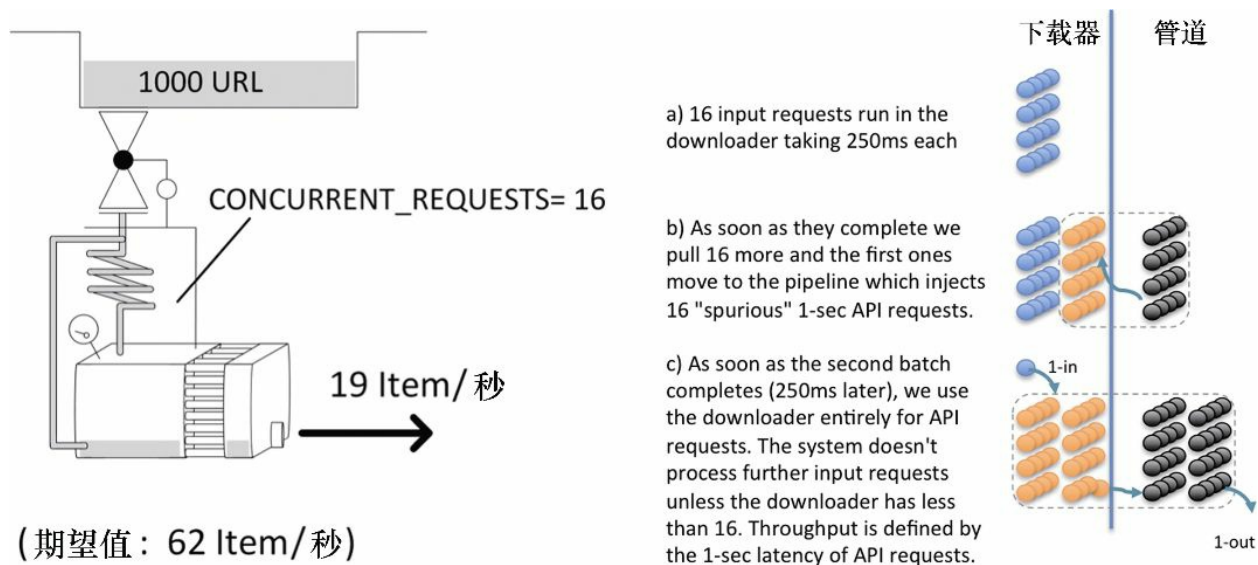 1000 URL
CONCURRENT_REQUESTS= 16
19 Item/秒
(期望值: 62 Item/秒)
下载器
管道
a) 16 input requests run in the
downloader taking 250ms each
b) As soon as they complete we
pull 16 more and the first ones
move to the pipeline which injects
16 "spurious" 1-sec API requests.
c) As soon as the second batch
completes (250ms later), we use
the downloader entirely for API
requests. The system doesn't
process further input requests
unless the downloader has less
than 16. Throughput is defined by
the 1-sec latency of API requests.
1-in
1-out